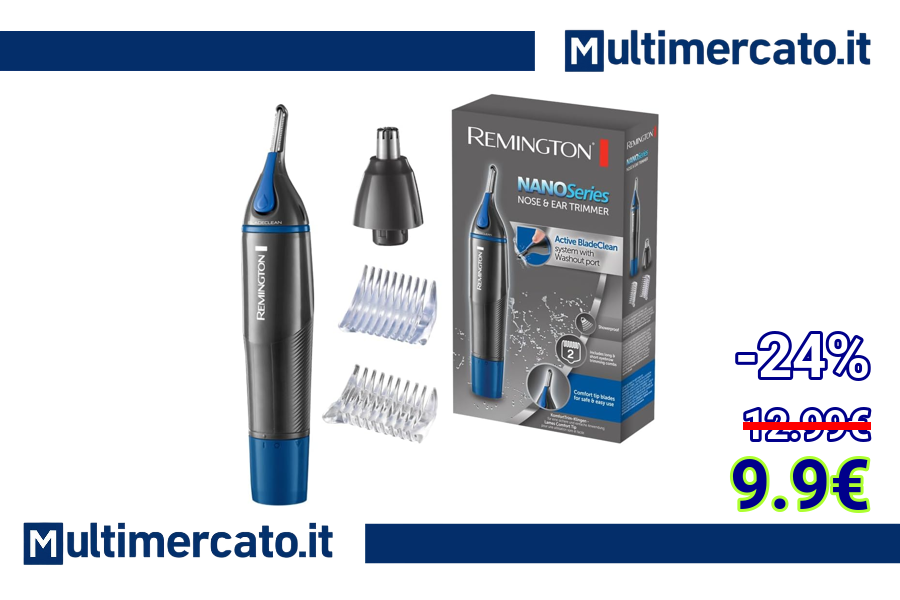 Multimercato.it
REMINGTON
NANOSeries
NOSE & EAR TRIMMER
Active BladeClean
system with
Washout port
REMINGTON
REMINGTON
2
Comfort tip blades
for safe & easy use
-24%
12.99€
9.9€
Multimercato.it